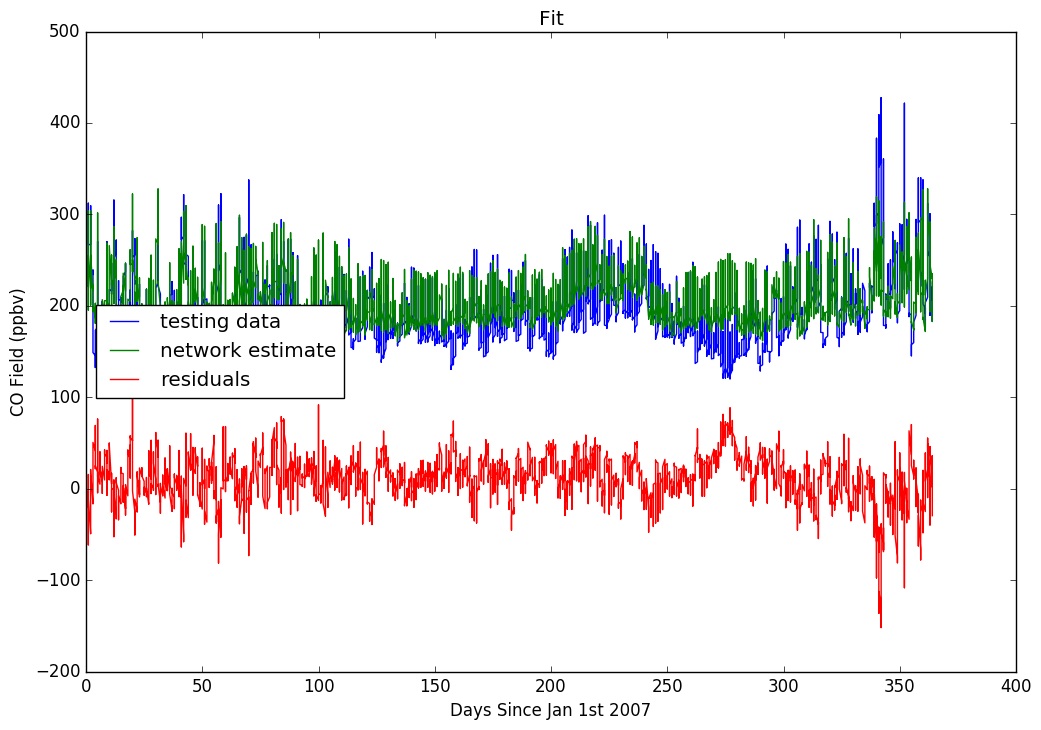 Fit
500
400
300
200
100
0
−100
−200
CO Field (ppbv)
testing data
network estimate
residuals
0 50 100 150 200 250 300 350 400
Days Since Jan 1st 2007